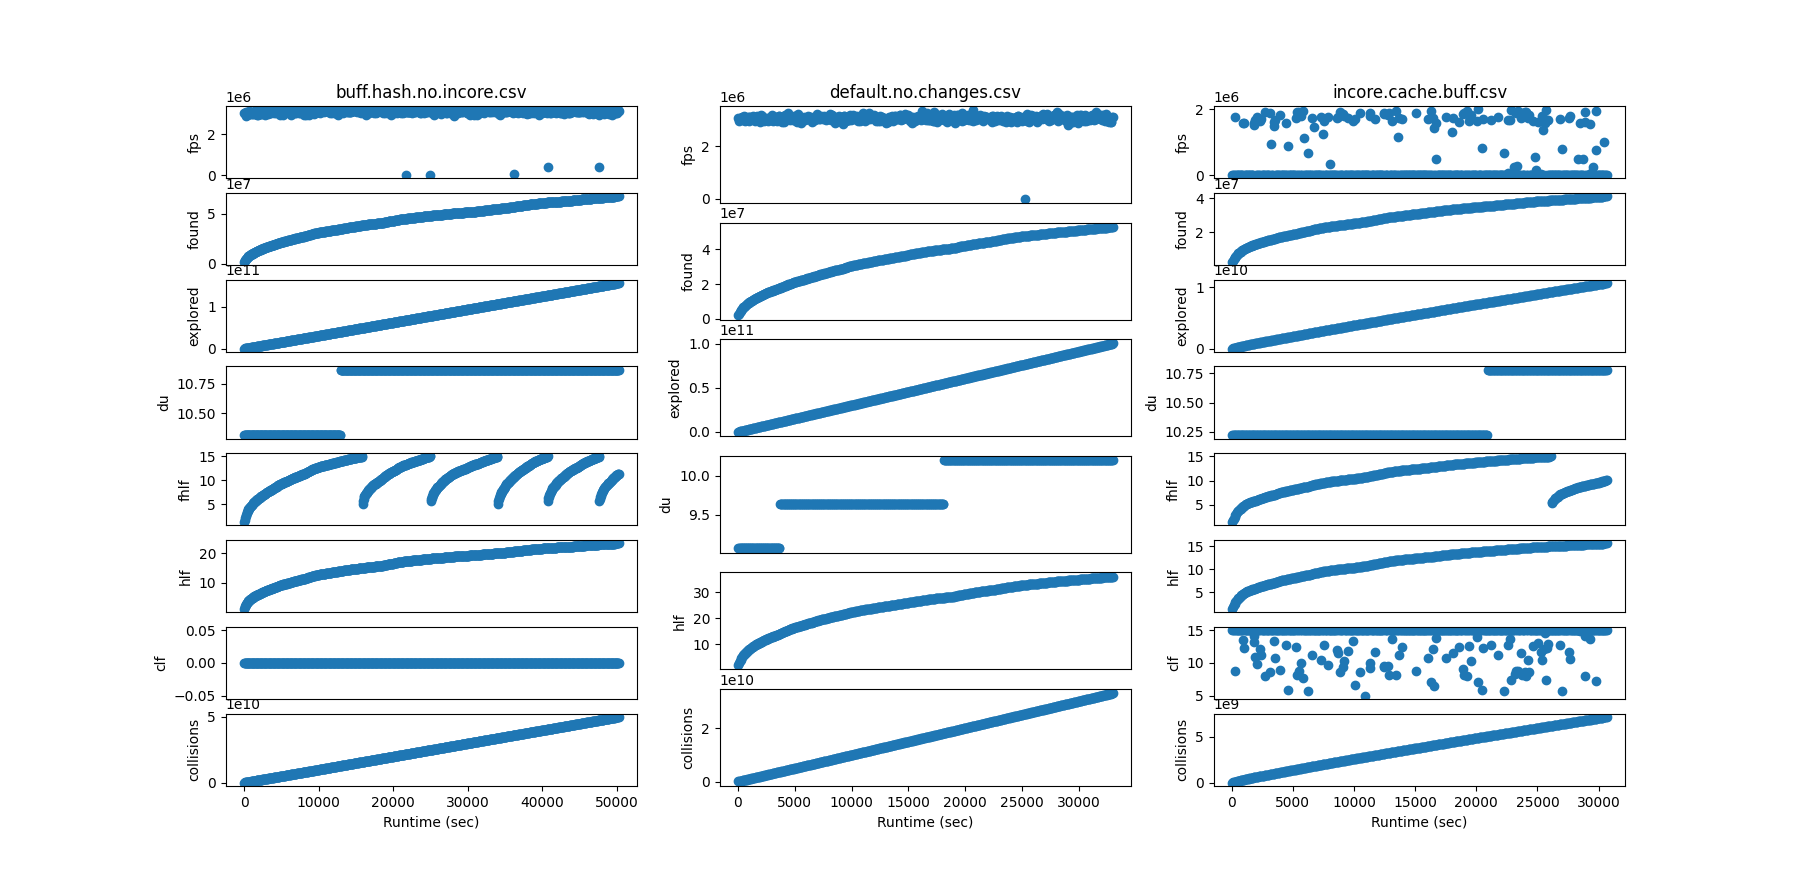 buff.hash.no.incore.csv
1e6
fps
2
0
1e7
found
5
0
1e11
explored
1
0
du
10.75
10.50
fhlf
15
10
5
hlf
20
10
clf
0.05
0.00
−0.05
1e10
collisions
5
0
0 10000 20000 30000 40000 50000
Runtime (sec)
default.no.changes.csv
1e6
fps
2
0
1e7
found
4
2
0
1e11
explored
1.0
0.5
0.0
du
10.0
9.5
hlf
30
20
10
1e10
collisions
2
0
0 5000 10000 15000 20000 25000 30000
Runtime (sec)
incore.cache.buff.csv
1e6
fps
2
1
0
1e7
found
4
2
1e10
explored
1
0
du
10.75
10.50
10.25
fhlf
15
10
5
hlf
15
10
5
clf
15
10
5
1e9
collisions
5
0
0 5000 10000 15000 20000 25000 30000
Runtime (sec)